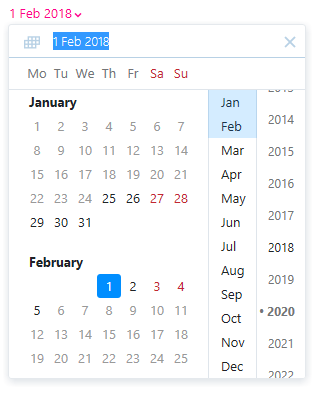 1 Feb 2018
1 Feb 2018
Mo Tu We Th Fr Sa Su
January
1 2 3 4 5 6 7
8 9 10 11 12 13 14
15 16 17 18 19 20 21
22 23 24 25 26 27 28
29 30 31
February
1 2 3 4
5 6 7 8 9 10 11
12 13 14 15 16 17 18
19 20 21 22 23 24 25
Jan
Feb
Mar
Apr
May
Jun
Jul
Aug
Sep
Oct
Nov
Dec
2014
2015
2016
2017
2018
2019
• 2020
2021
2022